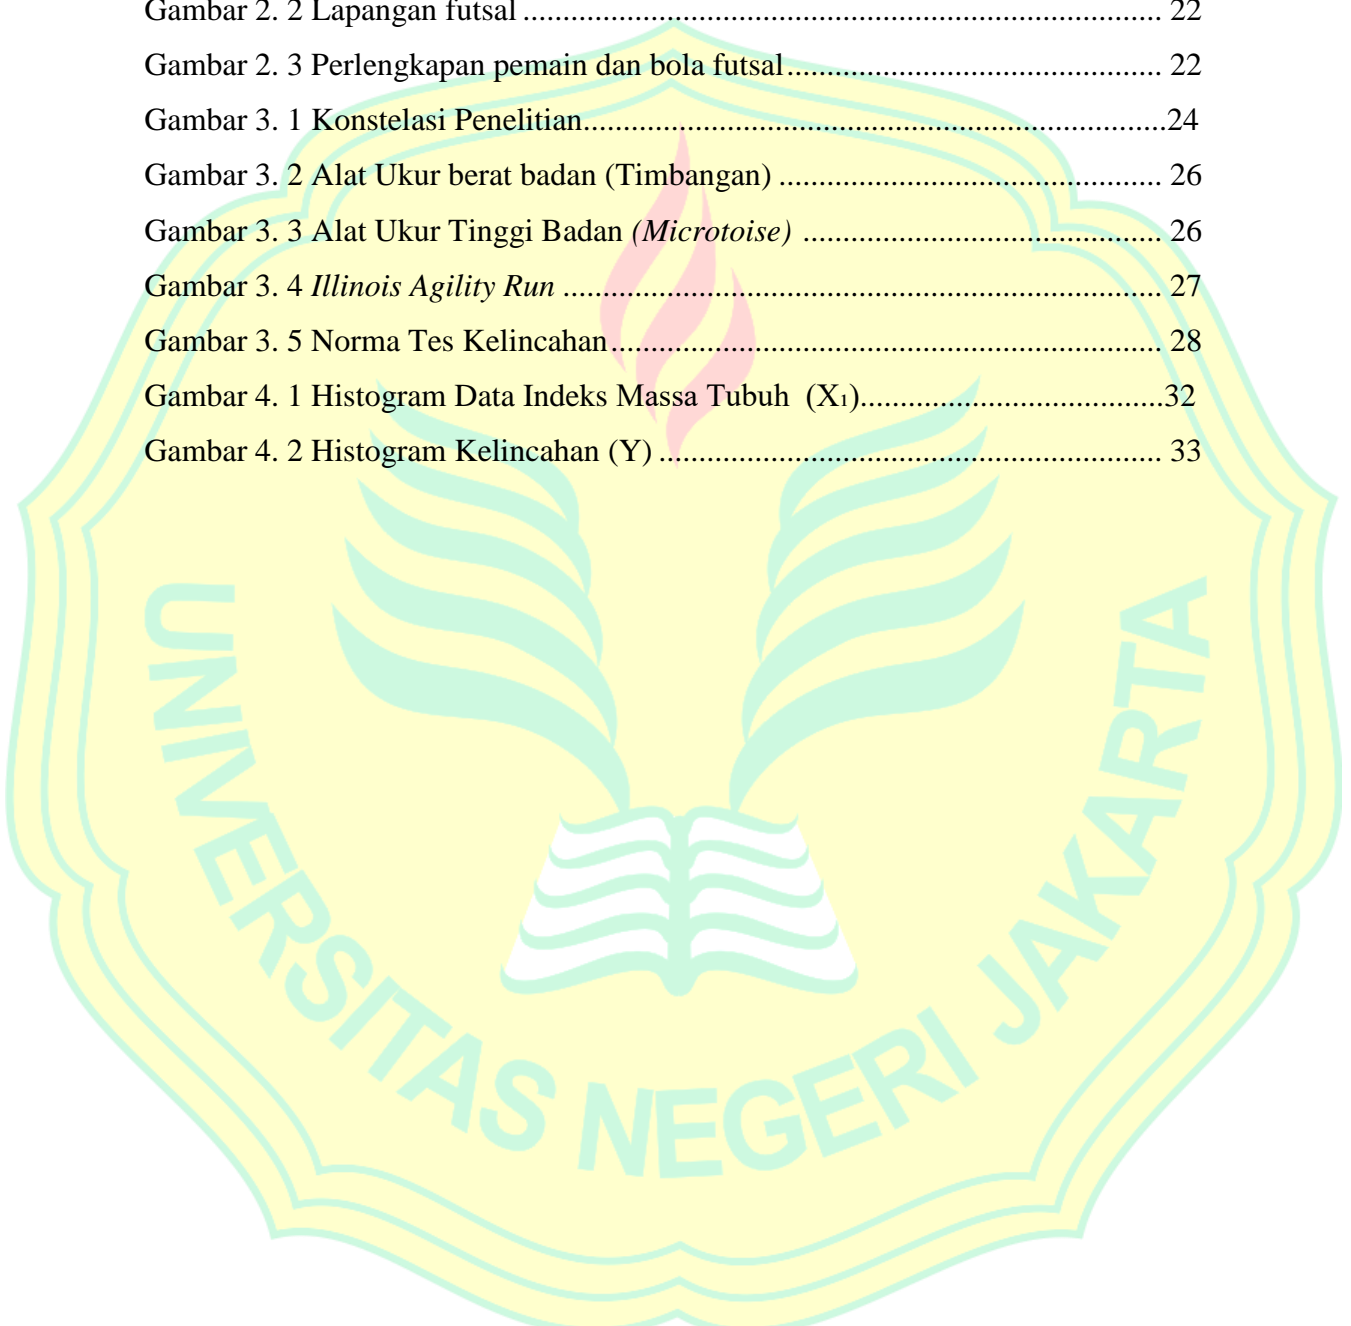 Gambar 2. 2 Lapangan futsal ................................................................................ 22
Gambar 2. 3 Perlengkapan pemain dan bola futsal............................................... 22
Gambar 3. 1 Konstelasi Penelitian.........................................................................24
Gambar 3. 2 Alat Ukur berat badan (Timbangan) ................................................ 26
Gambar 3. 3 Alat Ukur Tinggi Badan (Microtoise) ............................................. 26
Gambar 3. 4 Illinois Agility Run ........................................................................... 27
Gambar 3. 5 Norma Tes Kelincahan..................................................................... 28
Gambar 4. 1 Histogram Data Indeks Massa Tubuh (X₁)......................................32
Gambar 4. 2 Histogram Kelincahan (Y) ............................................................... 33
UNIVERSITAS NEGERI JAKARTA